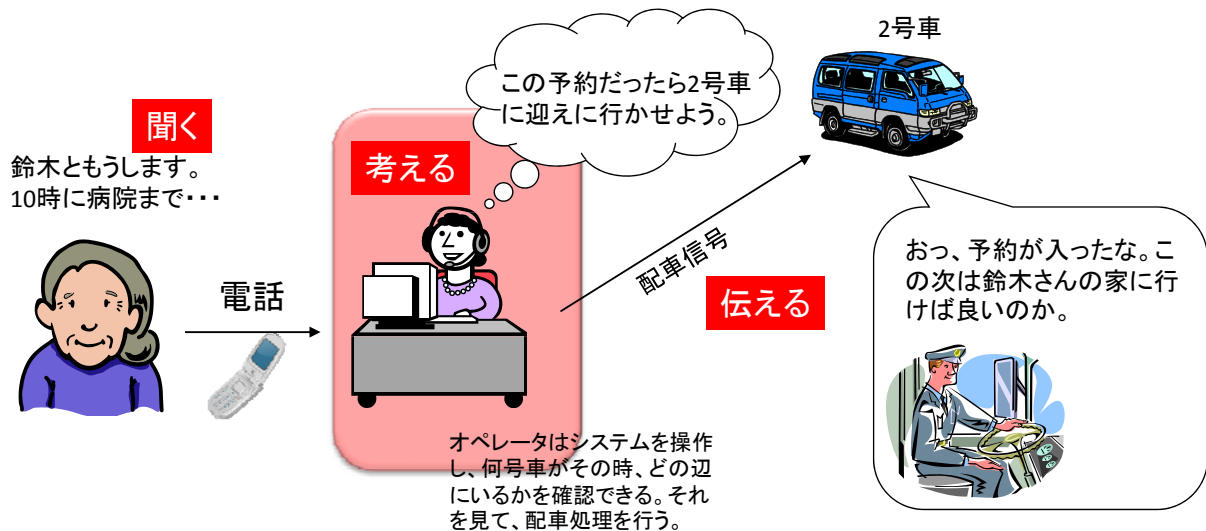 聞く
鈴木ともうします。
10時に病院まで・・・
電話
考える
この予約だったら2号車
に迎えに行かせよう。
オペレータはシステムを操作
し、何号車がその時、どの辺
にいるかを確認できる。それ
を見て、配車処理を行う。
配車信号
伝える
2号車
おっ、予約が入ったな。こ
の次は鈴木さんの家に行
けば良いのか。